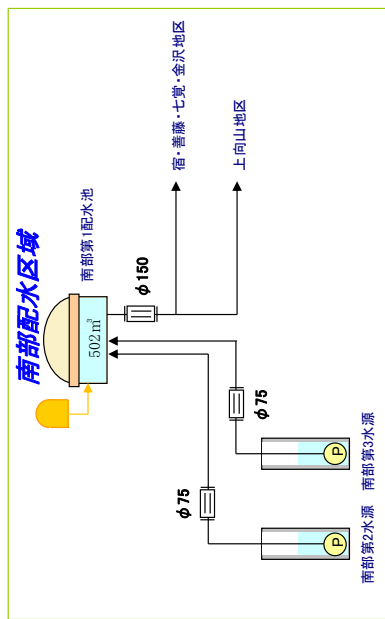 南部配水区域
南部第1配水池
502m³
φ150
宿・善藤・七覚・金沢地区
上向山地区
φ75
φ75
P
南部第3水源
P
南部第2水源